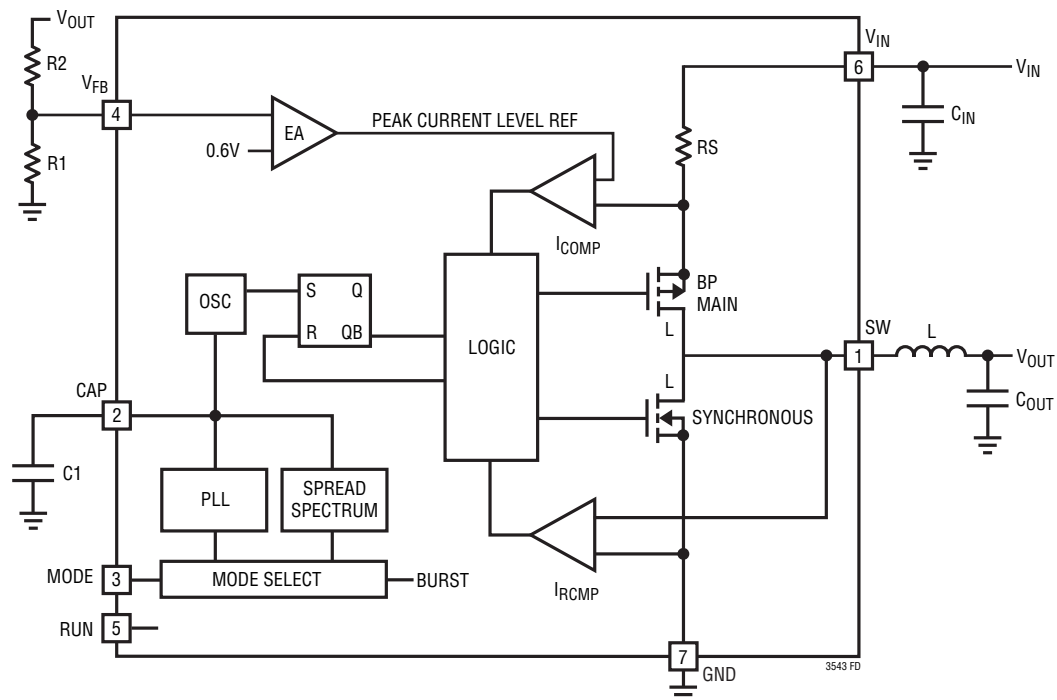 VOUT
R2
VFB
4
R1
0.6V
EA
PEAK CURRENT LEVEL REF
ICOMP
RS
VIN
6
VIN
CIN
OSC
S Q
R QB
LOGIC
BP
MAIN
L
L
SYNCHRONOUS
SW
1
L
VOUT
COUT
CAP
2
C1
PLL
SPREAD
SPECTRUM
MODE
3
MODE SELECT
BURST
RUN
5
IRCMP
7
GND
3543 FD